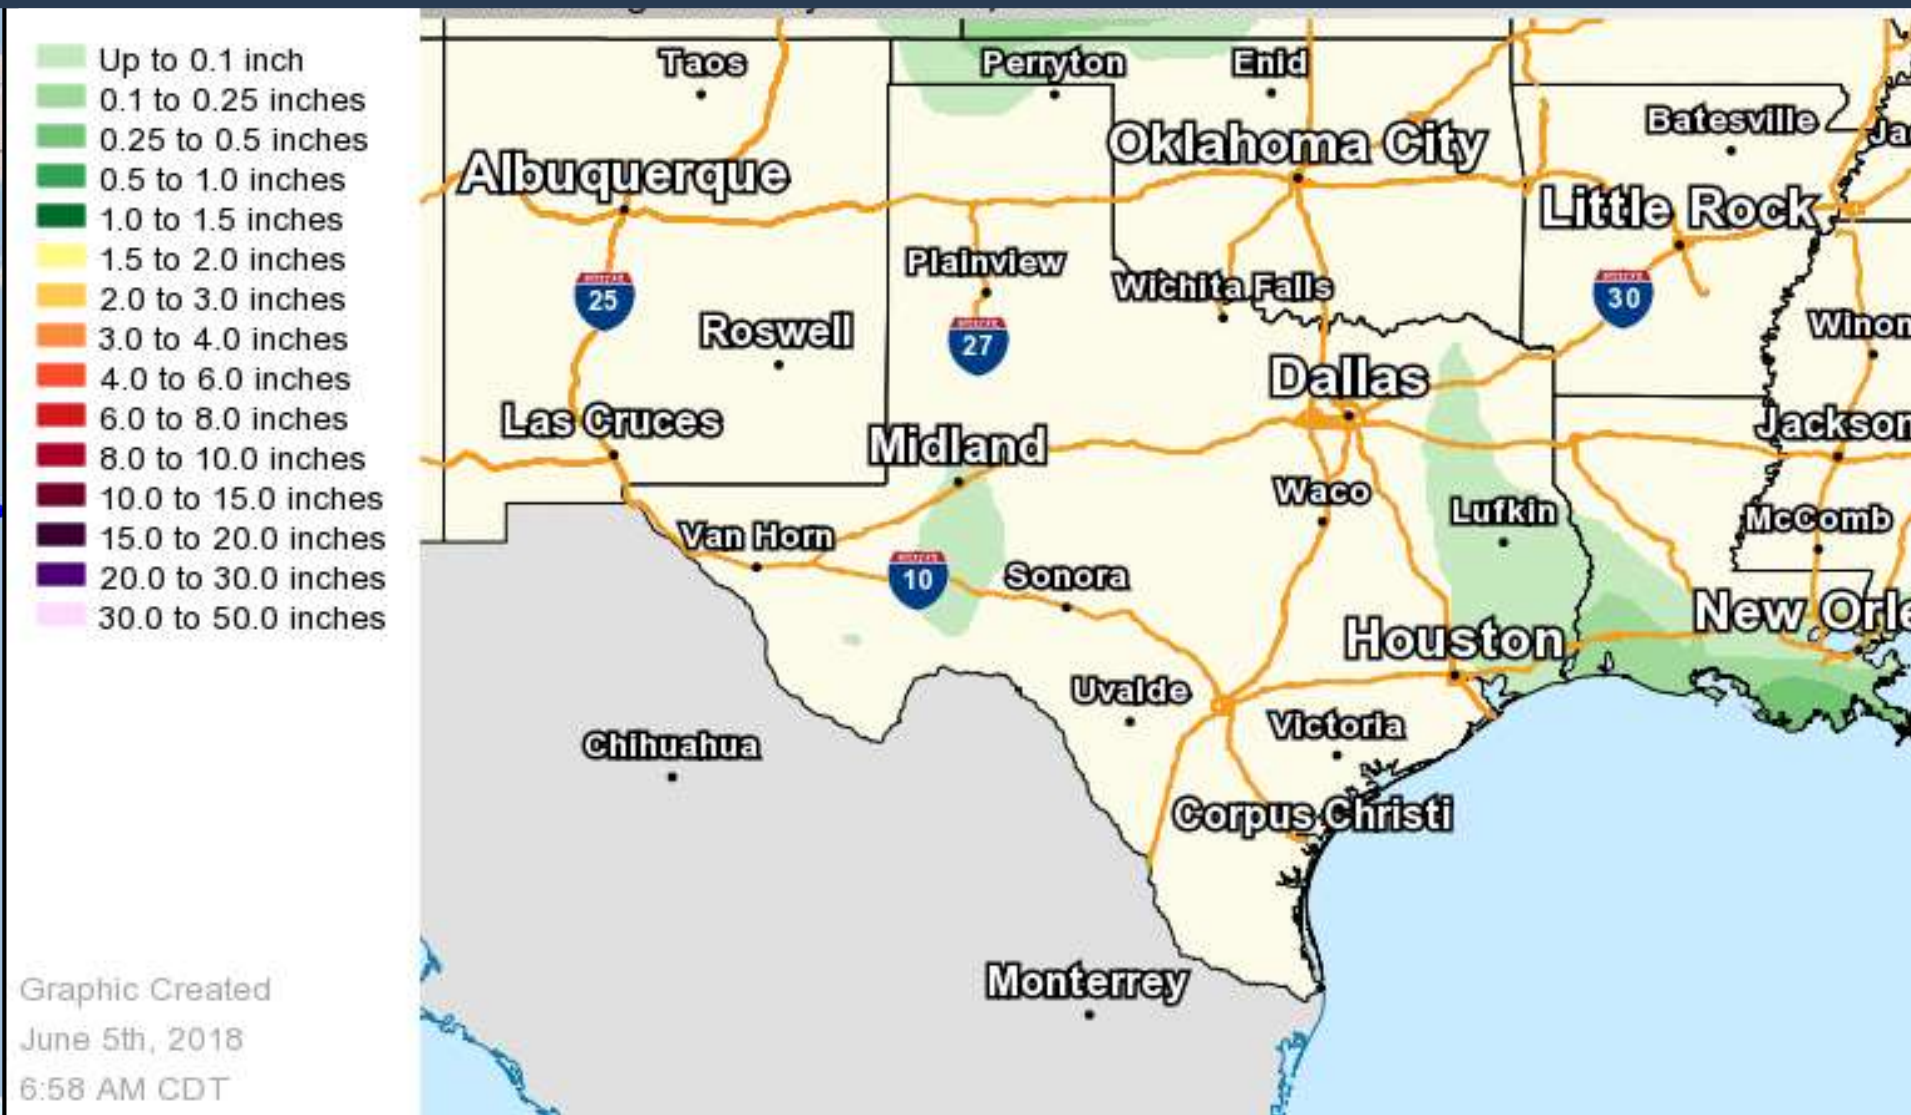 Up to 0.1 inch
0.1 to 0.25 inches
0.25 to 0.5 inches
0.5 to 1.0 inches
1.0 to 1.5 inches
1.5 to 2.0 inches
2.0 to 3.0 inches
3.0 to 4.0 inches
4.0 to 6.0 inches
6.0 to 8.0 inches
8.0 to 10.0 inches
10.0 to 15.0 inches
15.0 to 20.0 inches
20.0 to 30.0 inches
30.0 to 50.0 inches
Graphic Created
June 5th, 2018
6:58 AM CDT
Taos
Perryton
Enid
Batesville
Ja
Oklahoma City
Albuquerque
Little Rock
Plainview
Wichita Falls
25
30
Roswell
27
Winon
Dallas
Las Cruces
Midland
Jackson
Waco
Lufkin
McComb
Van Horn
10
Sonora
New Orle
Houston
Uvalde
Victoria
Chihuahua
Corpus Christi
Monterrey